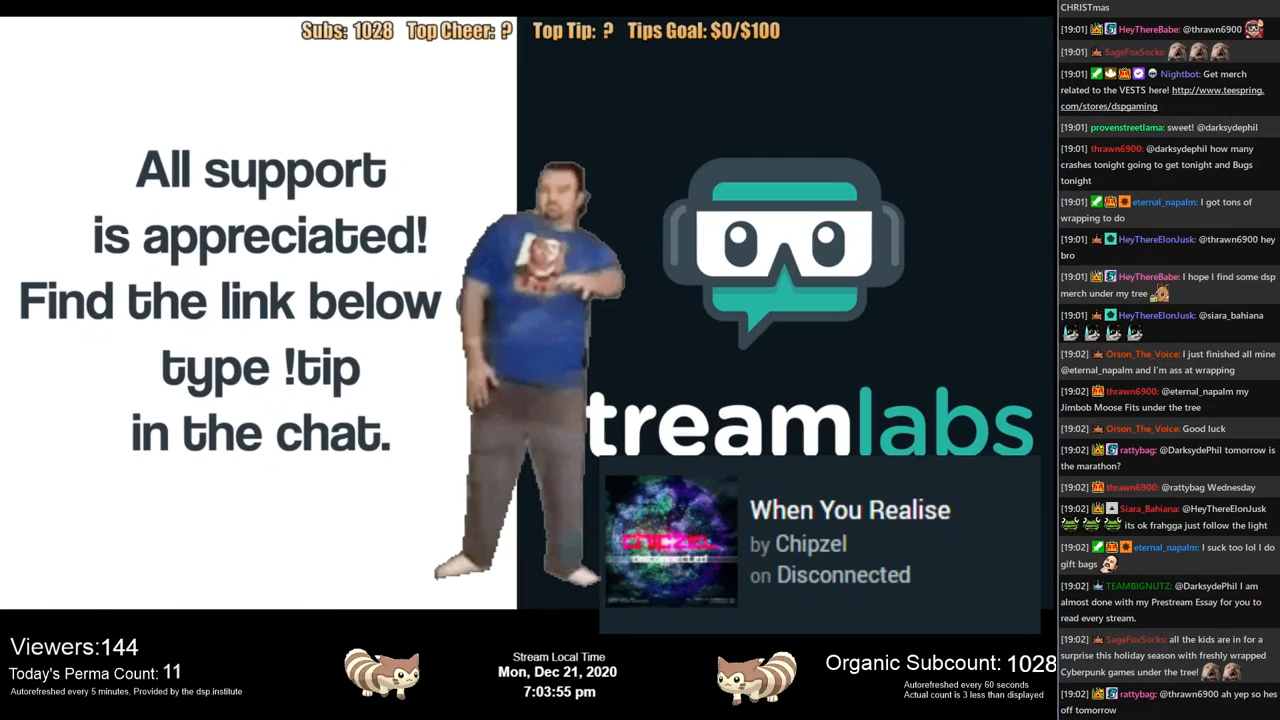 Subs: 1028 Top Cheer: ? Top Tip: ? Tips Goal: $0/$100
All support
is appreciated!
Find the link below
type !tip
in the chat.
treamlabs
CHIPZEL
disconnected
When You Realise
by Chipzel
on Disconnected
Viewers:144
Today's Perma Count: 11
Autorefreshed every 5 minutes, Provided by the dsp institute
Stream Local Time
Mon, Dec 21, 2020
7:03:55 pm
Organic Subcount: 1028
Autorefreshed every 60 seconds
Actual count is 3 less than displayed
CHRISTmas
[19:01] HeyThereBabe: @thrawn6900
[19:01] SageFoxSocks:
[19:01] Nightbot: Get merch
related to the VESTS here! http://www.teespring.
com/stores/dspgaming
[19:01] provenstreetlama: sweet! @darksydephil
[19:01] thrawn6900: @darksydephil how many
crashes tonight going to get tonight and Bugs
tonight
[19:01] eternal_napalm: I got tons of
wrapping to do
[19:01] HeyThereElonJusk: @thrawn6900 hey
bro
[19:01] HeyThereBabe: I hope I find some dsp
merch under my tree
[19:01] HeyThereElonJusk: @siara_bahiana
[19:02] Orson_The_Voice: I just finished all mine
@eternal_napalm and I'm ass at wrapping
[19:02] thrawn6900: @eternal_napalm my
Jimbob Moose Fits under the tree
[19:02] Orson_The_Voice: Good luck
[19:02] rattybag: @DarksydePhil tomorrow is
the marathon?
[19:02] thrawn6900: @rattybag Wednesday
[19:02] Siara_Bahiana: @HeyThereElonJusk
its ok frahgga just follow the light
[19:02] eternal_napalm: I suck too lol I do
gift bags
[19:02] TEAMBIGNUTZ: @DarksydePhil I am
almost done with my Prestream Essay for you to
read every stream.
[19:02] SageFoxSocks: all the kids are in for a
surprise this holiday season with freshly wrapped
Cyberpunk games under the tree!
[19:02] rattybag: @thrawn6900 ah yep so hes
off tomorrow